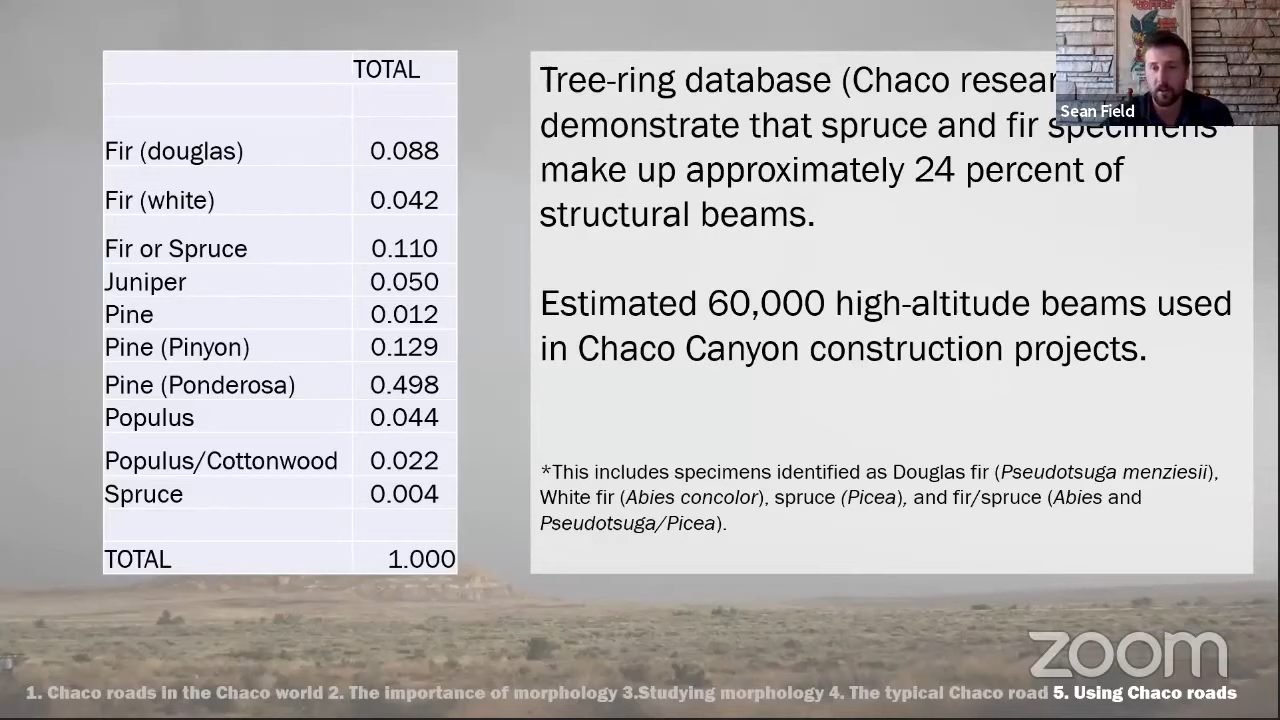 TOTAL
Fir (douglas) 0.088
Fir (white) 0.042
Fir or Spruce 0.110
Juniper 0.050
Pine 0.012
Pine (Pinyon) 0.129
Pine (Ponderosa) 0.498
Populus 0.044
Populus/Cottonwood 0.022
Spruce 0.004
TOTAL 1.000
Tree-ring database (Chaco
demonstrate that spruce and fir specimens
make up approximately 24 percent of
structural beams.
Estimated 60,000 high-altitude beams used
in Chaco Canyon construction projects.
*This includes specimens identified as Douglas fir (Pseudotsuga menziesii),
White fir (Abies concolor), spruce (Picea), and fir/spruce (Abies and
Pseudotsuga/Picea).
COFFEE
Sean Field
zoom
1. Chaco roads in the Chaco world 2. The importance of morphology 3.Studying morphology 4. The typical Chaco road 5. Using Chaco roads